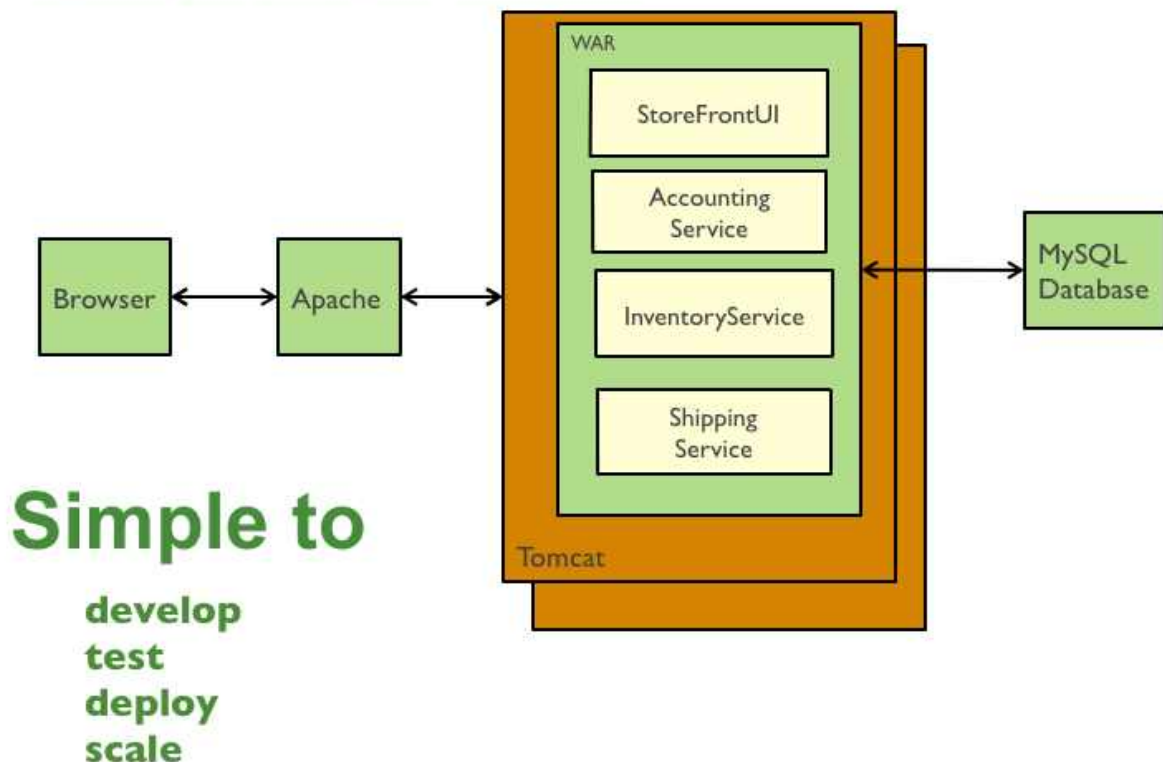 WAR
StoreFrontUI
Accounting
Service
InventoryService
Shipping
Service
Tomcat
Browser
Apache
MySQL
Database
Simple to
develop
test
deploy
scale